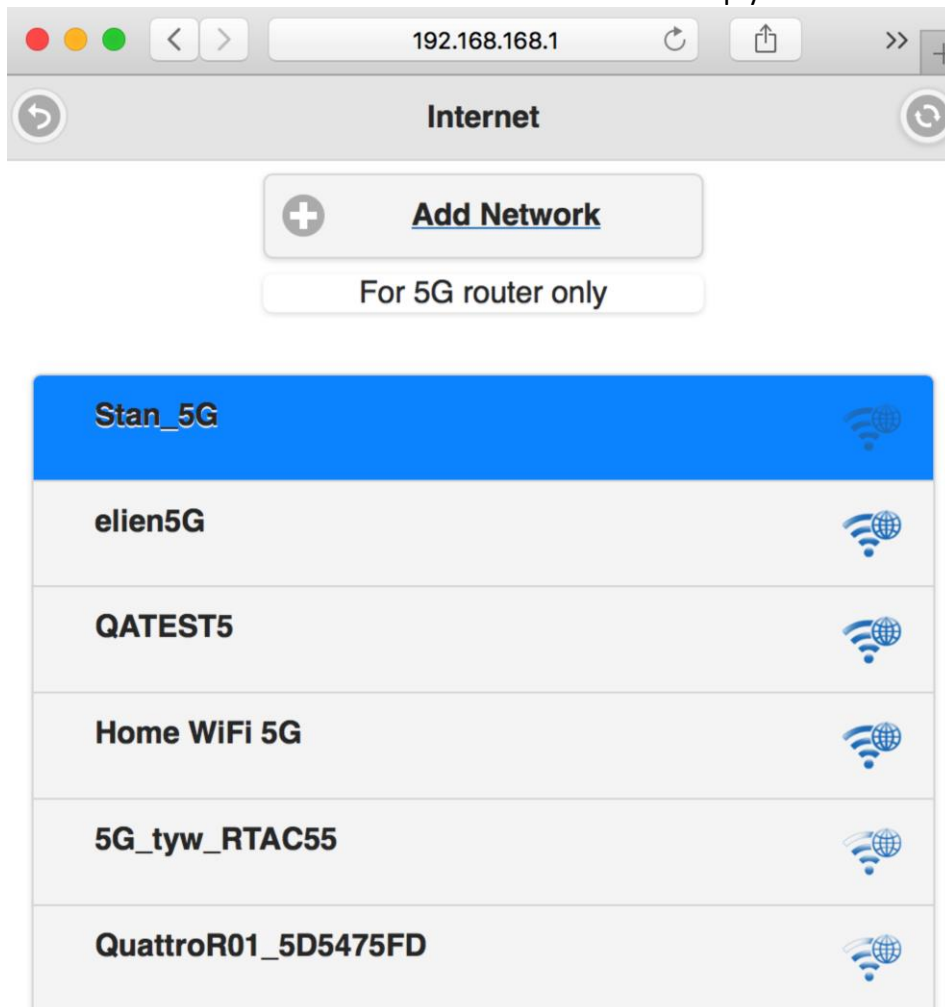 192.168.168.1
Internet
Add Network
For 5G router only
Stan_5G
elien5G
QATEST5
Home WiFi 5G
5G_tyw_RTAC55
QuattroR01_5D5475FD